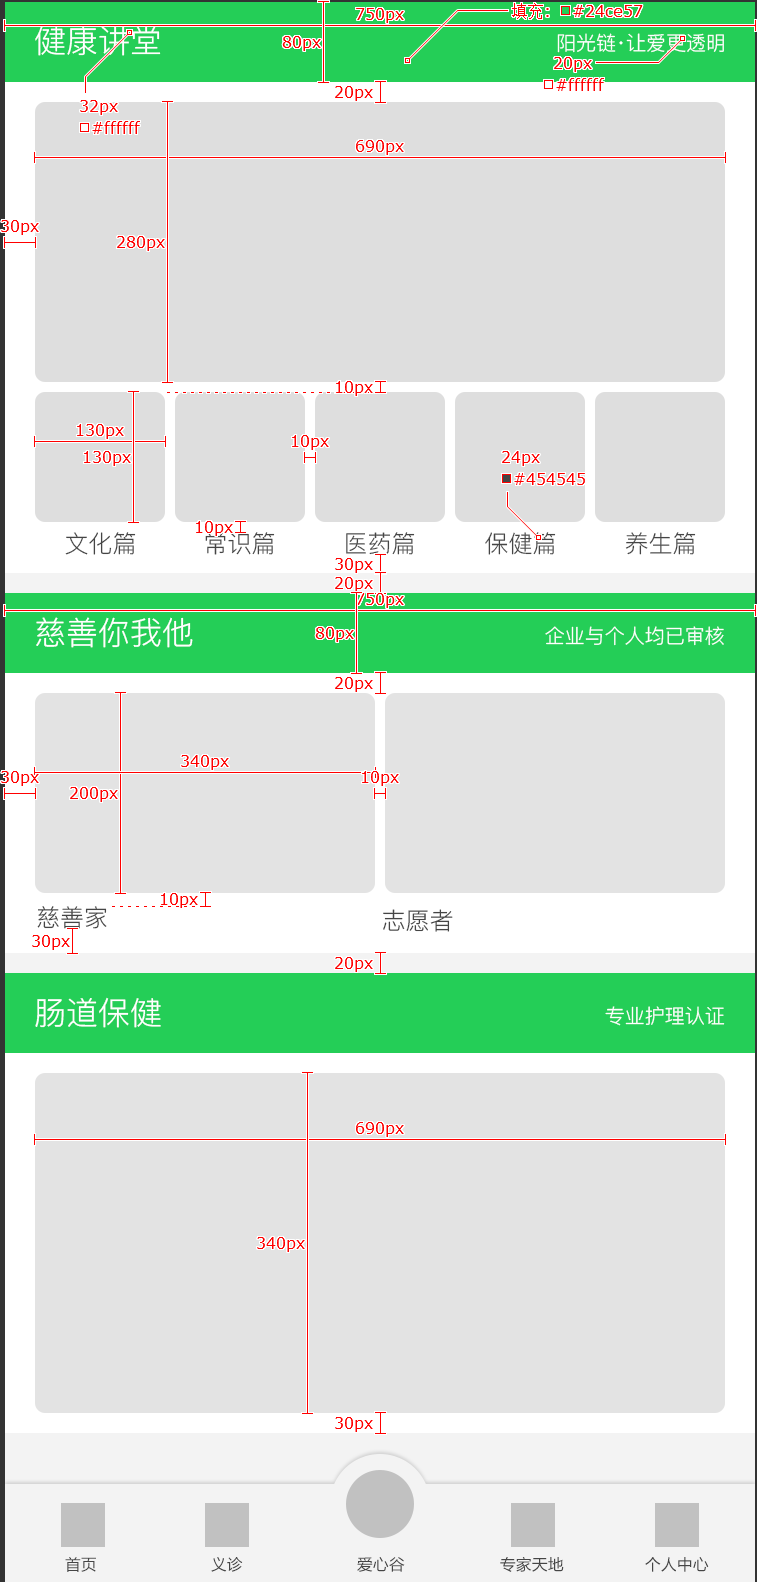 750px
填充： #24ce57
健康讲堂
80px
阳光链·让爱更透明
20px
#ffffff
20px
32px
#ffffff
690px
30px
280px
10px
130px
130px
10px
24px
#454545
10px
文化篇
常识篇
医药篇
保健篇
养生篇
30px
20px
750px
慈善你我他
80px
企业与个人均已审核
20px
340px
30px
10px
200px
10px
慈善家
志愿者
30px
20px
肠道保健
专业护理认证
690px
340px
30px
首页
义诊
爱心谷
专家天地
个人中心